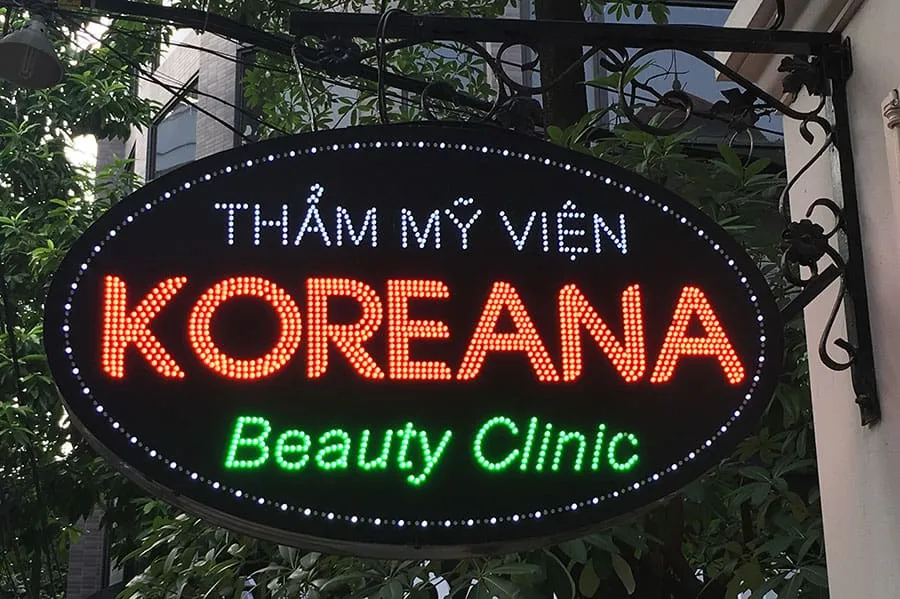 THẨM MỸ VIỆN
KOREANA
Beauty Clinic